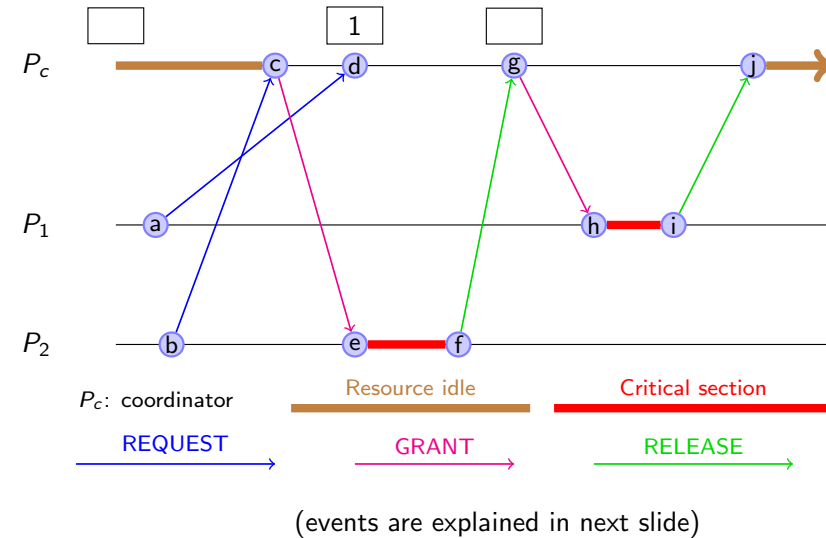 1
P_c c d g j
P_1 a h i
P_2 b e f
P_c: coordinator
Resource idle
Critical section
REQUEST
GRANT
RELEASE
(events are explained in next slide)